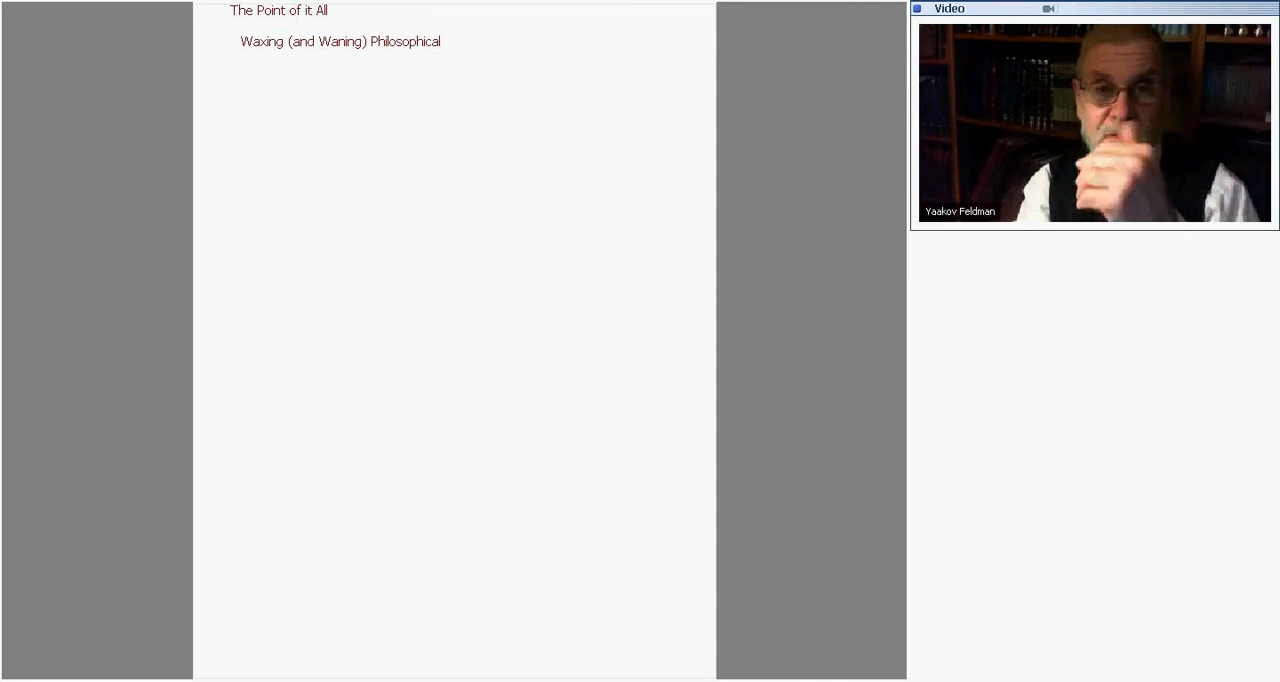 The Point of it All
Waxing (and Waning) Philosophical
Video
Yaakov Feldman